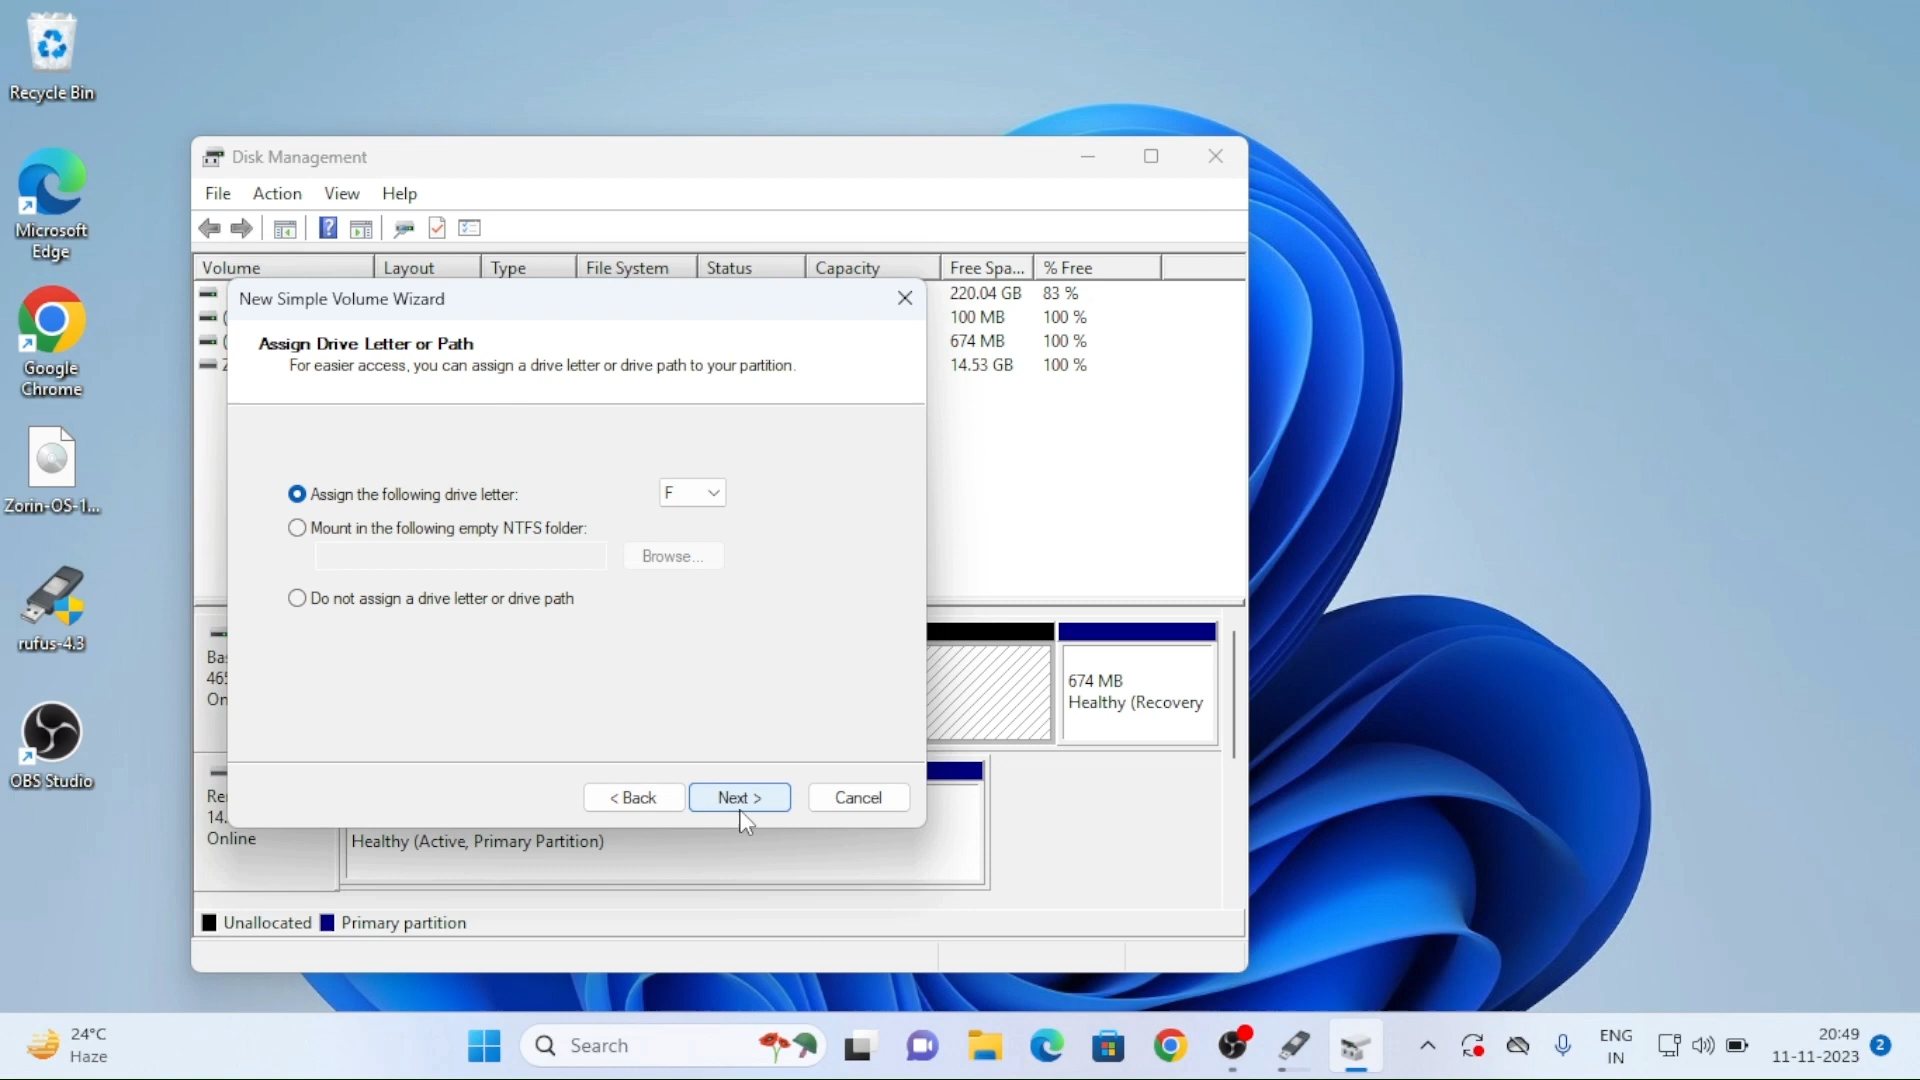 Recycle Bin
Microsoft
Edge
Google
Chrome
Zorin-OS-1...
rufus-4.3
OBS Studio
Disk Management
File Action View Help
Volume Layout Type File System Status Capacity Free Spa... % Free
220.04 GB 83 %
100 MB 100 %
674 MB 100 %
14.53 GB 100 %
New Simple Volume Wizard
Assign Drive Letter or Path
For easier access, you can assign a drive letter or drive path to your partition.
Assign the following drive letter: F
Mount in the following empty NTFS folder:
Browse...
Do not assign a drive letter or drive path
< Back Next > Cancel
Ba
465
On
674 MB
Healthy (Recovery
Re
14.
Online
Healthy (Active, Primary Partition)
Unallocated Primary partition
24°C
Haze
Search
ENG
IN
20:49
11-11-2023
2